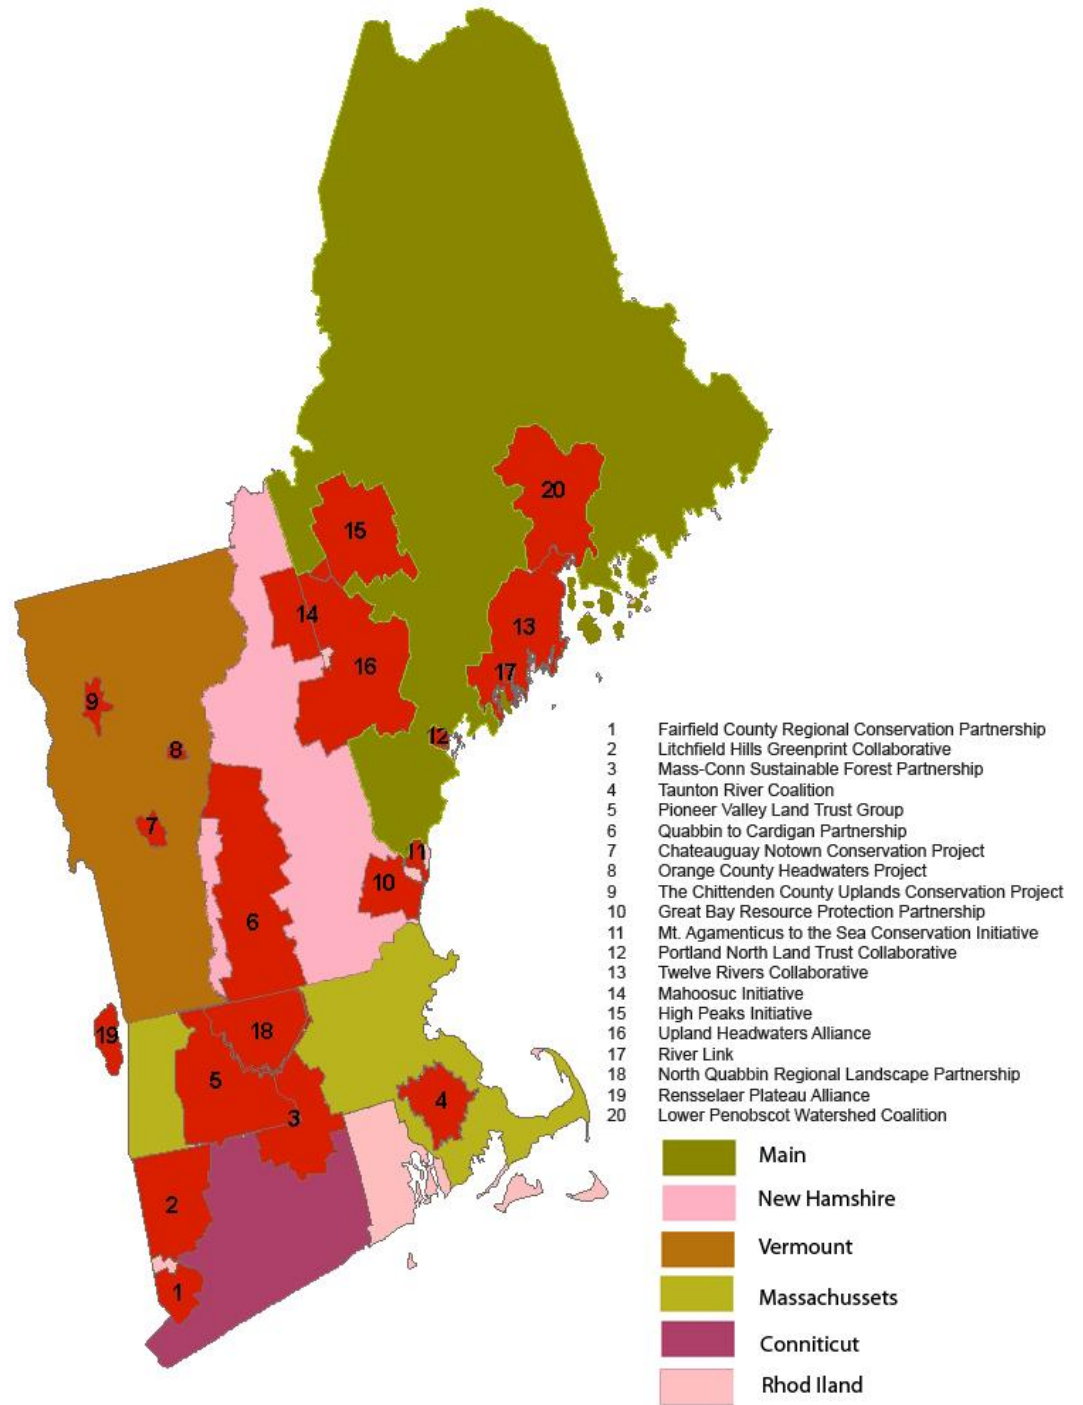 20
15
14
13
16
17
9
12
8
7
11
10
6
19
18
5
4
3
2
1
1 Fairfield County Regional Conservation Partnership
2 Litchfield Hills Greenprint Collaborative
3 Mass-Conn Sustainable Forest Partnership
4 Taunton River Coalition
5 Pioneer Valley Land Trust Group
6 Quabbin to Cardigan Partnership
7 Chateauguay Notown Conservation Project
8 Orange County Headwaters Project
9 The Chittenden County Uplands Conservation Project
10 Great Bay Resource Protection Partnership
11 Mt. Agamenticus to the Sea Conservation Initiative
12 Portland North Land Trust Collaborative
13 Twelve Rivers Collaborative
14 Mahoosuc Initiative
15 High Peaks Initiative
16 Upland Headwaters Alliance
17 River Link
18 North Quabbin Regional Landscape Partnership
19 Rensselaer Plateau Alliance
20 Lower Penobscot Watershed Coalition
Main
New Hamshire
Vermount
Massachussets
Conniticut
Rhod Iland